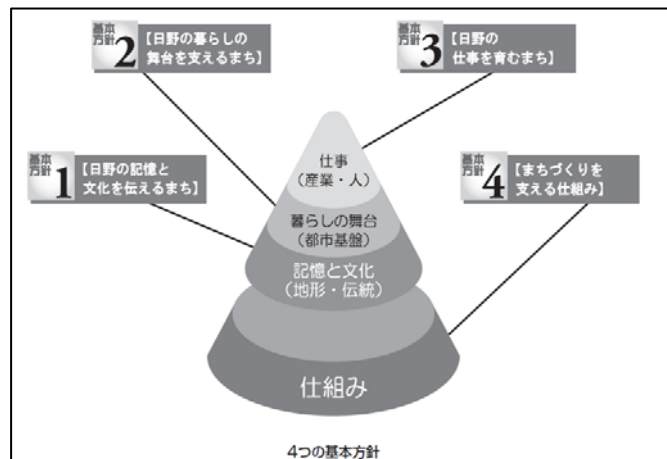 基本方針2
【日野の暮らしの
舞台を支えるまち】
基本方針3
【日野の
仕事を育むまち】
基本方針1
【日野の記憶と
文化を伝えるまち】
基本方針4
【まちづくりを
支える仕組み】
仕事
(産業・人)
暮らしの舞台
(都市基盤)
記憶と文化
(地形・伝統)
仕組み
4つの基本方針